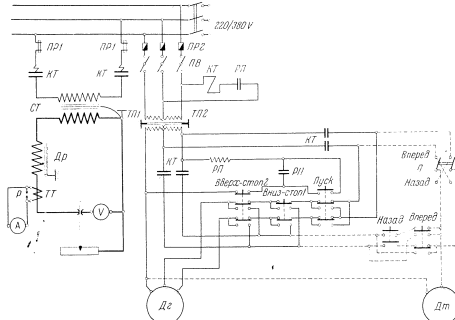 220/380 V
ПР1
ПР1
ПР2
КТ
КТ
ПВ
КТ
РП
СТ
ТП1
ТП2
КТ
Др
КТ
РП
РП
Вперед
П
Назад
Вверх-стоп2
Вниз-стоп1
Пуск
Р
ТТ
А
V
Назад
Вперед
Дг
Дт